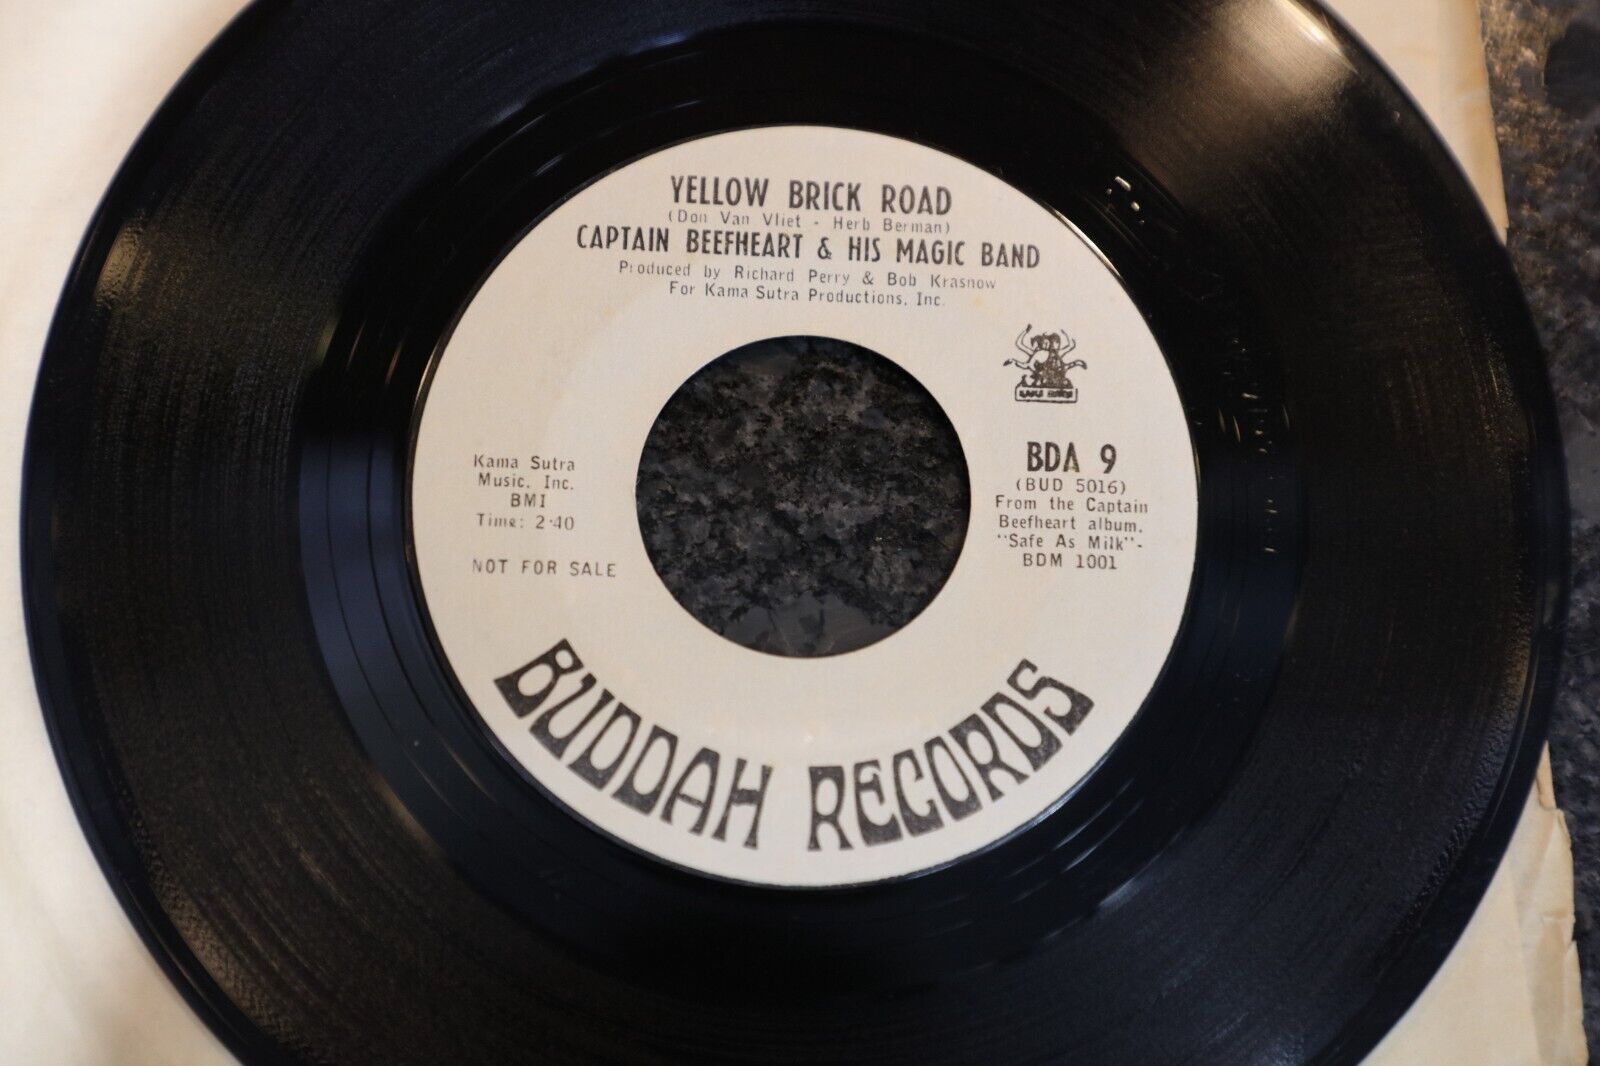 YELLOW BRICK ROAD
(Don Van Vliet - Herb Berman)
CAPTAIN BEEFHEART & HIS MAGIC BAND
Produced by Richard Perry & Bob Krasnow
For Kama Sutra Productions, Inc.
KAMA SUTRA
Kama Sutra
Music, Inc.
BMI
Time: 2:40
NOT FOR SALE
BDA 9
(BUD 5016)
From the Captain
Beefheart album,
"Safe As Milk"-
BDM 1001
BUDDAH RECORDS